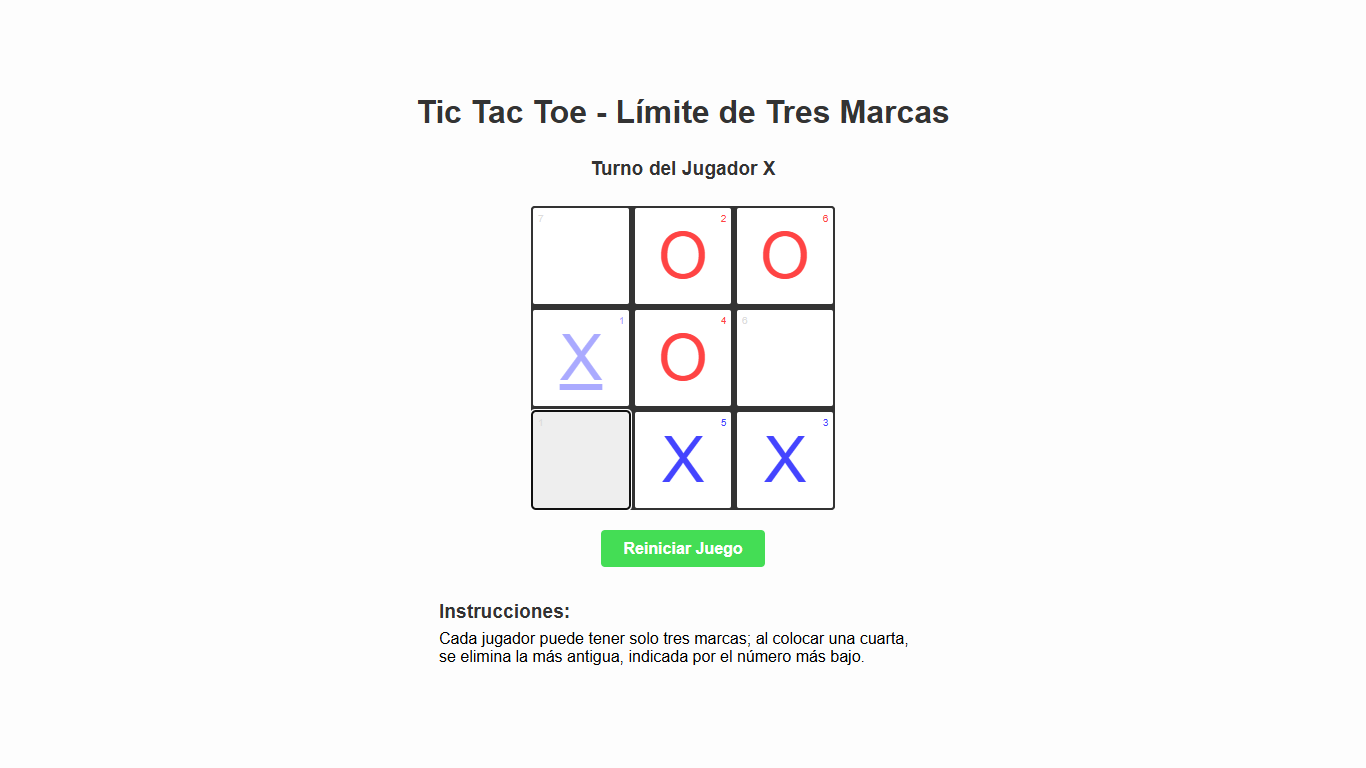 Tic Tac Toe - Límite de Tres Marcas
Turno del Jugador X
7
2
O
6
O
1
X
4
O
6
1
5
X
3
X
Reiniciar Juego
Instrucciones:
Cada jugador puede tener solo tres marcas; al colocar una cuarta,
se elimina la más antigua, indicada por el número más bajo.